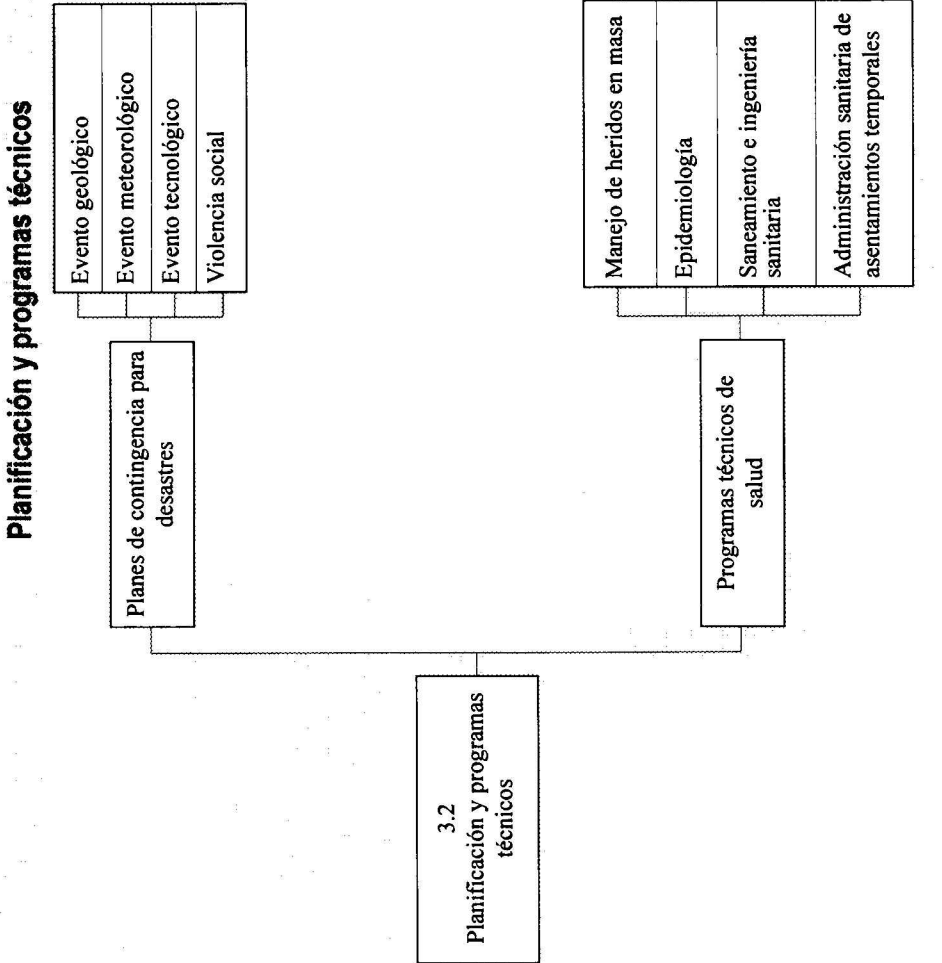 Planificación y programas técnicos
3.2
Planificación y programas
técnicos
Planes de contingencia para
desastres
Evento geológico
Evento meteorológico
Evento tecnológico
Violencia social
Programas técnicos de
salud
Manejo de heridos en masa
Epidemiología
Saneamiento e ingeniería
sanitaria
Administración sanitaria de
asentamientos temporales